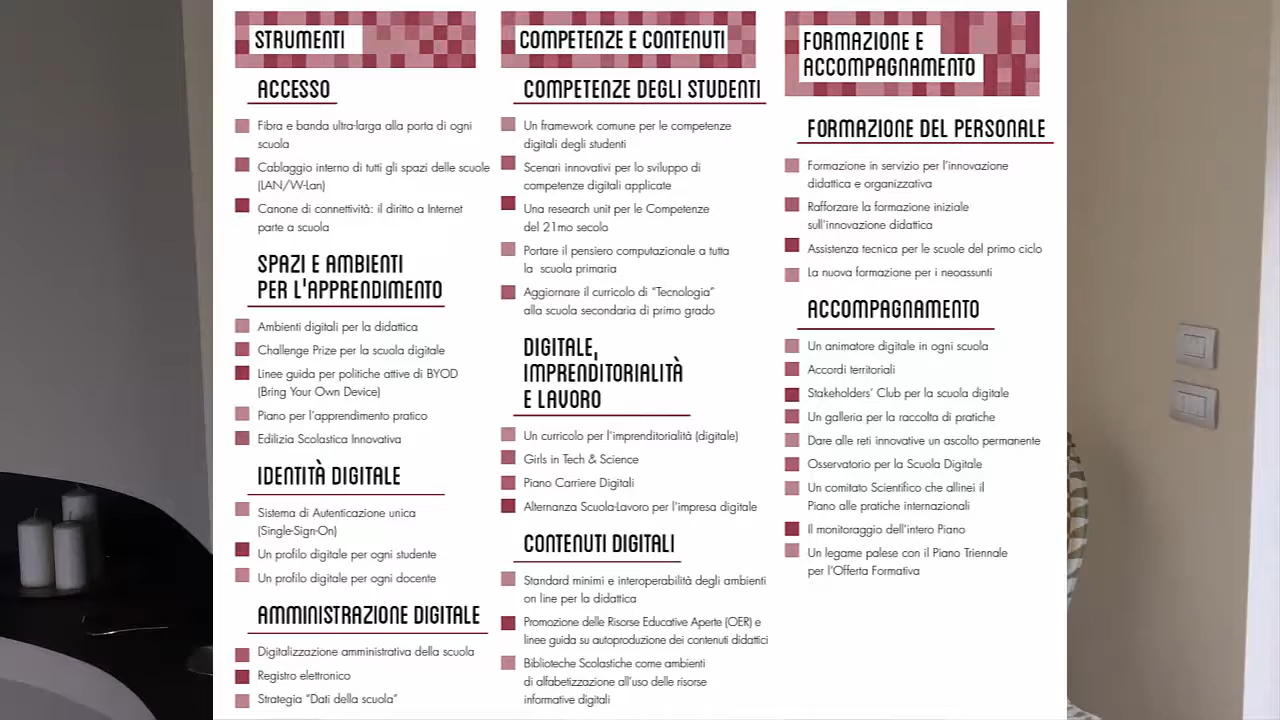 STRUMENTI
ACCESSO
Fibra e banda ultra-larga alla porta di ogni
scuola
Cablaggio interno di tutti gli spazi delle scuole
(LAN/W-Lan)
Canone di connettività: il diritto a Internet
parte a scuola
SPAZI E AMBIENTI
PER L'APPRENDIMENTO
Ambienti digitali per la didattica
Challenge Prize per la scuola digitale
Linee guida per politiche attive di BYOD
(Bring Your Own Device)
Piano per l'apprendimento pratico
Edilizia Scolastica Innovativa
IDENTITÀ DIGITALE
Sistema di Autenticazione unica
(Single-Sign-On)
Un profilo digitale per ogni studente
Un profilo digitale per ogni docente
AMMINISTRAZIONE DIGITALE
Digitalizzazione amministrativa della scuola
Registro elettronico
Strategia “Dati della scuola”
COMPETENZE E CONTENUTI
COMPETENZE DEGLI STUDENTI
Un framework comune per le competenze
digitali degli studenti
Scenari innovativi per lo sviluppo di
competenze digitali applicate
Una research unit per le Competenze
del 21mo secolo
Portare il pensiero computazionale a tutta
la scuola primaria
Aggiornare il curricolo di “Tecnologia”
alla scuola secondaria di primo grado
DIGITALE,
IMPRENDITORIALITÀ
E LAVORO
Un curricolo per l'imprenditorialità (digitale)
Girls in Tech & Science
Piano Carriere Digitali
Alternanza Scuola-Lavoro per l'impresa digitale
CONTENUTI DIGITALI
Standard minimi e interoperabilità degli ambienti
on line per la didattica
Promozione delle Risorse Educative Aperte (OER) e
linee guida su autoproduzione dei contenuti didattici
Biblioteche Scolastiche come ambienti
di alfabetizzazione all'uso delle risorse
informative digitali
FORMAZIONE E
ACCOMPAGNAMENTO
FORMAZIONE DEL PERSONALE
Formazione in servizio per l'innovazione
didattica e organizzativa
Rafforzare la formazione iniziale
sull'innovazione didattica
Assistenza tecnica per le scuole del primo ciclo
La nuova formazione per i neoassunti
ACCOMPAGNAMENTO
Un animatore digitale in ogni scuola
Accordi territoriali
Stakeholders' Club per la scuola digitale
Un galleria per la raccolta di pratiche
Dare alle reti innovative un ascolto permanente
Osservatorio per la Scuola Digitale
Un comitato Scientifico che allinei il
Piano alle pratiche internazionali
Il monitoraggio dell'intero Piano
Un legame palese con il Piano Triennale
per l'Offerta Formativa